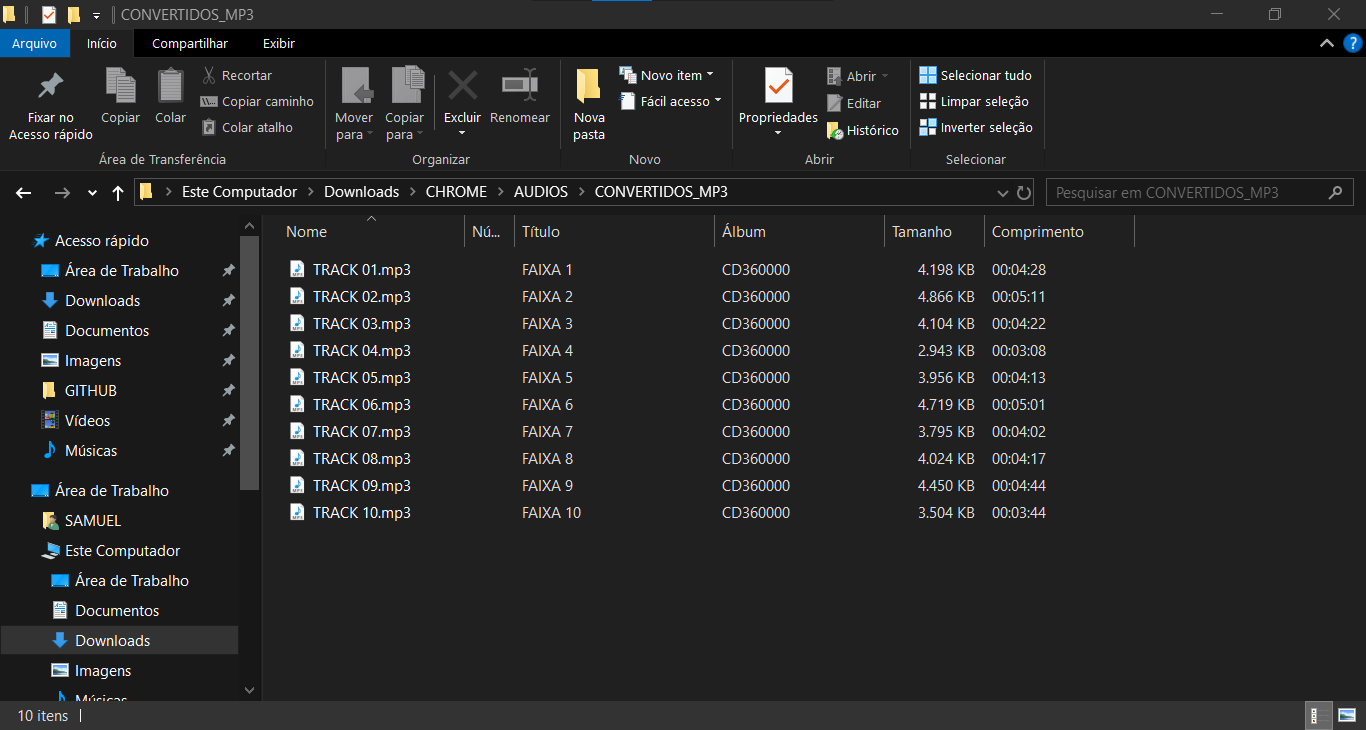 CONVERTIDOS_MP3
Arquivo Início Compartilhar Exibir
Fixar no
Acesso rápido
Copiar
Colar
Recortar
Copiar caminho
Colar atalho
Área de Transferência
Mover
para
Copiar
para
Excluir
Renomear
Organizar
Nova
pasta
Novo item
Fácil acesso
Novo
Propriedades
Abrir
Editar
Histórico
Abrir
Selecionar tudo
Limpar seleção
Inverter seleção
Selecionar
Este Computador Downloads CHROME AUDIOS CONVERTIDOS_MP3
Pesquisar em CONVERTIDOS_MP3
Acesso rápido
Área de Trabalho
Downloads
Documentos
Imagens
GITHUB
Vídeos
Músicas
Área de Trabalho
SAMUEL
Este Computador
Área de Trabalho
Documentos
Downloads
Imagens
Músicas
Nome Nú... Título Álbum Tamanho Comprimento
TRACK 01.mp3 FAIXA 1 CD360000 4.198 KB 00:04:28
TRACK 02.mp3 FAIXA 2 CD360000 4.866 KB 00:05:11
TRACK 03.mp3 FAIXA 3 CD360000 4.104 KB 00:04:22
TRACK 04.mp3 FAIXA 4 CD360000 2.943 KB 00:03:08
TRACK 05.mp3 FAIXA 5 CD360000 3.956 KB 00:04:13
TRACK 06.mp3 FAIXA 6 CD360000 4.719 KB 00:05:01
TRACK 07.mp3 FAIXA 7 CD360000 3.795 KB 00:04:02
TRACK 08.mp3 FAIXA 8 CD360000 4.024 KB 00:04:17
TRACK 09.mp3 FAIXA 9 CD360000 4.450 KB 00:04:44
TRACK 10.mp3 FAIXA 10 CD360000 3.504 KB 00:03:44
10 itens